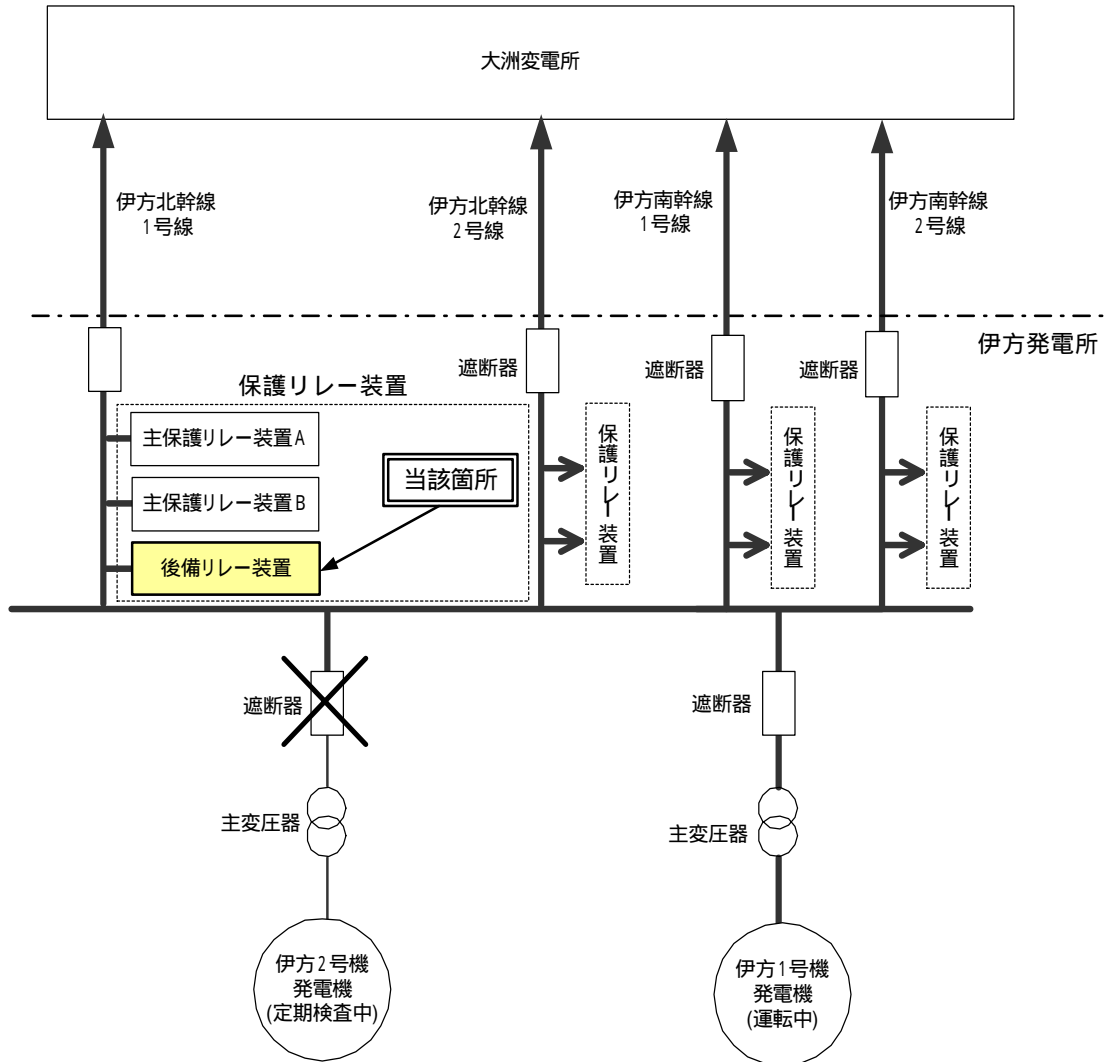 大洲変電所
伊方北幹線
1号線
伊方北幹線
2号線
伊方南幹線
1号線
伊方南幹線
2号線
伊方発電所
遮断器
遮断器
遮断器
保護リレー装置
主保護リレー装置A
主保護リレー装置B
後備リレー装置
当該箇所
保護リレー装置
保護リレー装置
保護リレー装置
遮断器
遮断器
主変圧器
主変圧器
伊方2号機
発電機
(定期検査中)
伊方1号機
発電機
(運転中)